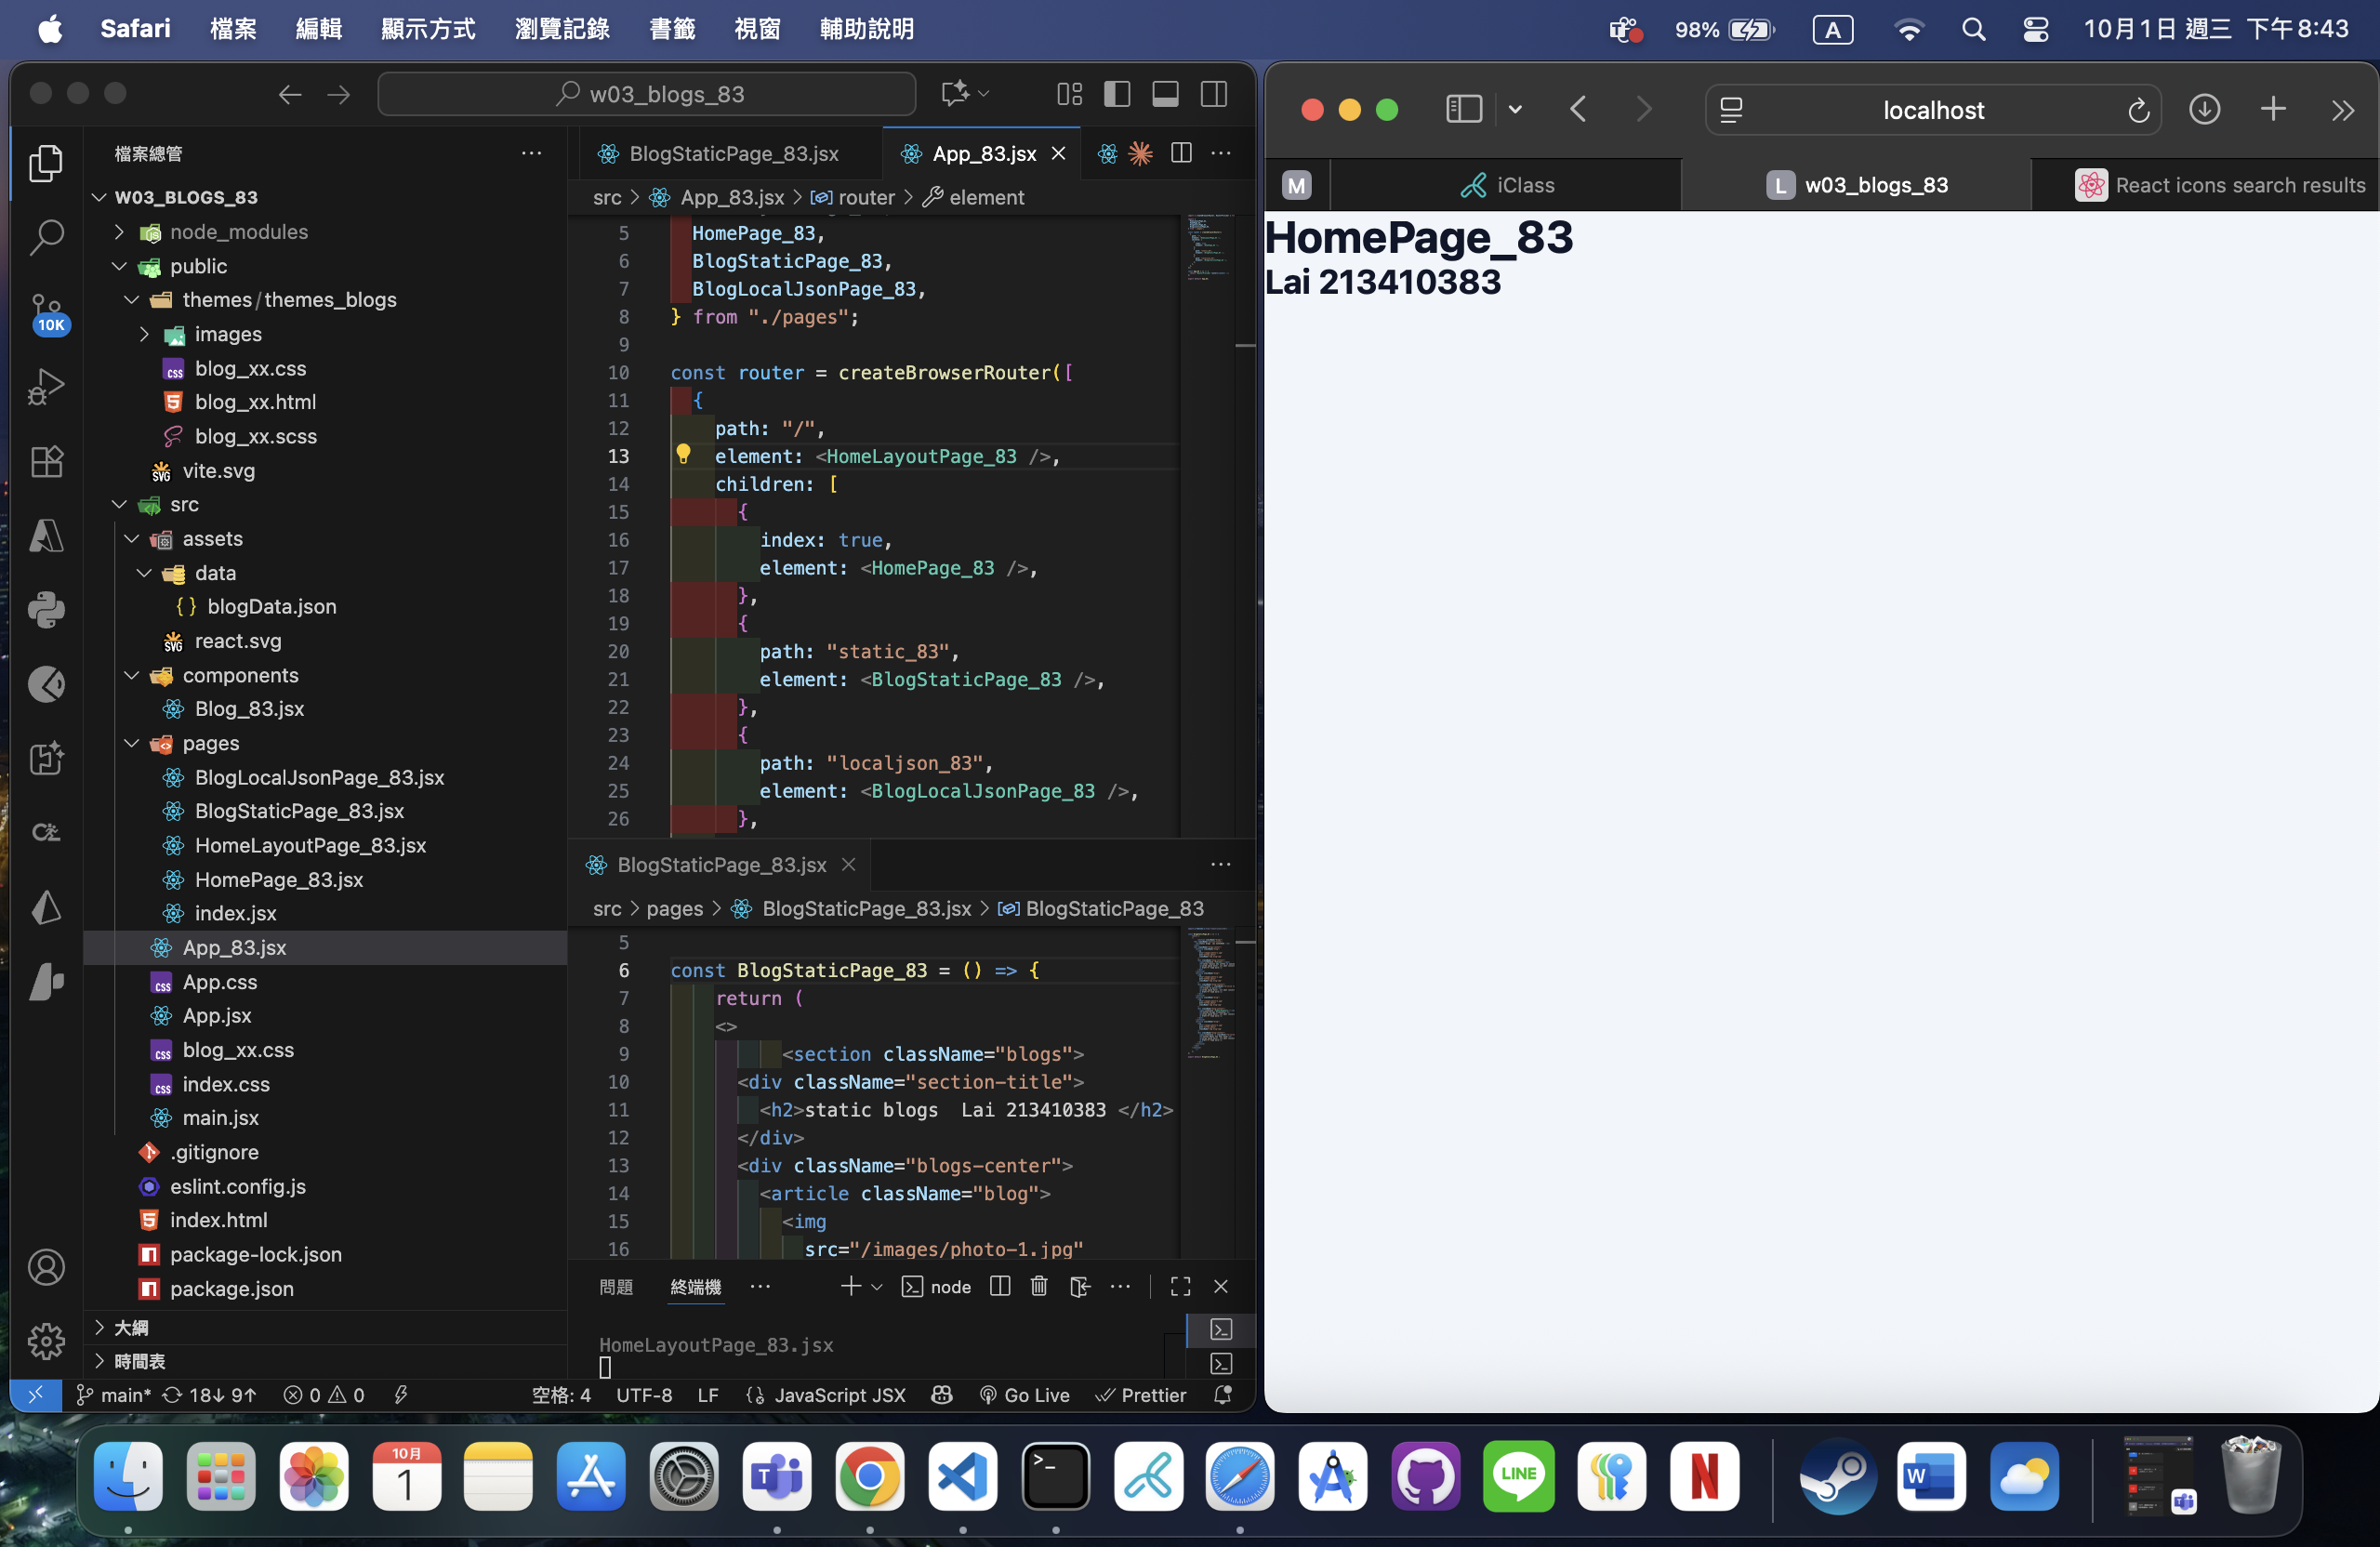 Safari 檔案 編輯 顯示方式 瀏覽記錄 書籤 視窗 輔助說明 98% A 10月1日 週三 下午8:43
w03_blogs_83
檔案總管
W03_BLOGS_83
node_modules
public
themes/themes_blogs
images
blog_xx.css
blog_xx.html
blog_xx.scss
vite.svg
src
assets
data
blogData.json
react.svg
components
Blog_83.jsx
pages
BlogLocalJsonPage_83.jsx
BlogStaticPage_83.jsx
HomeLayoutPage_83.jsx
HomePage_83.jsx
index.jsx
App_83.jsx
App.css
App.jsx
blog_xx.css
index.css
main.jsx
.gitignore
eslint.config.js
index.html
package-lock.json
package.json
大綱
時間表
10K
BlogStaticPage_83.jsx App_83.jsx
src > App_83.jsx > router > element
5 HomePage_83,
6 BlogStaticPage_83,
7 BlogLocalJsonPage_83,
8 } from "./pages";
9
10 const router = createBrowserRouter([
11 {
12 path: "/",
13 element: <HomeLayoutPage_83 />,
14 children: [
15 {
16 index: true,
17 element: <HomePage_83 />,
18 },
19 {
20 path: "static_83",
21 element: <BlogStaticPage_83 />,
22 },
23 {
24 path: "localjson_83",
25 element: <BlogLocalJsonPage_83 />,
26 },
BlogStaticPage_83.jsx
src > pages > BlogStaticPage_83.jsx > BlogStaticPage_83
5
6 const BlogStaticPage_83 = () => {
7 return (
8 <>
9 <section className="blogs">
10 <div className="section-title">
11 <h2>static blogs  Lai 213410383 </h2>
12 </div>
13 <div className="blogs-center">
14 <article className="blog">
15 <img
16 src="/images/photo-1.jpg"
問題 終端機 node
HomeLayoutPage_83.jsx
main* 18↓ 9↑ 0 0 空格: 4 UTF-8 LF JavaScript JSX Go Live Prettier
localhost
M iClass L w03_blogs_83 React icons search results
HomePage_83
Lai 213410383
10月
1
LINE